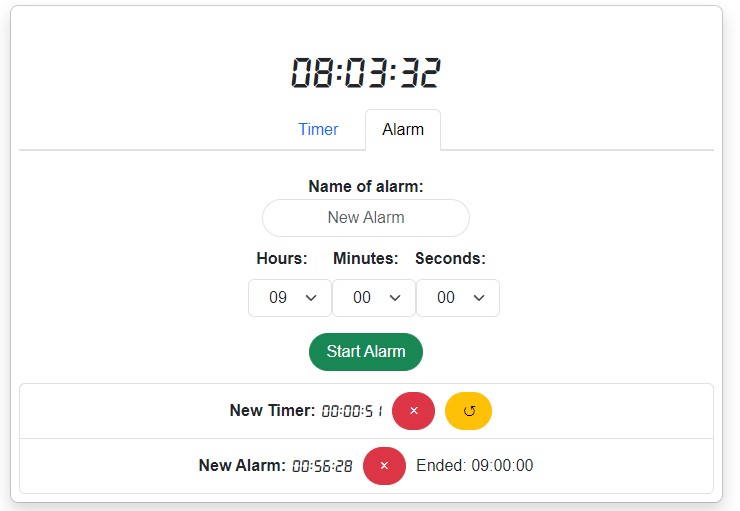 08:03:32
Timer Alarm
Name of alarm:
New Alarm
Hours: Minutes: Seconds:
09 00 00
Start Alarm
New Timer: 00:00:51 × ↺
New Alarm: 00:56:28 × Ended: 09:00:00